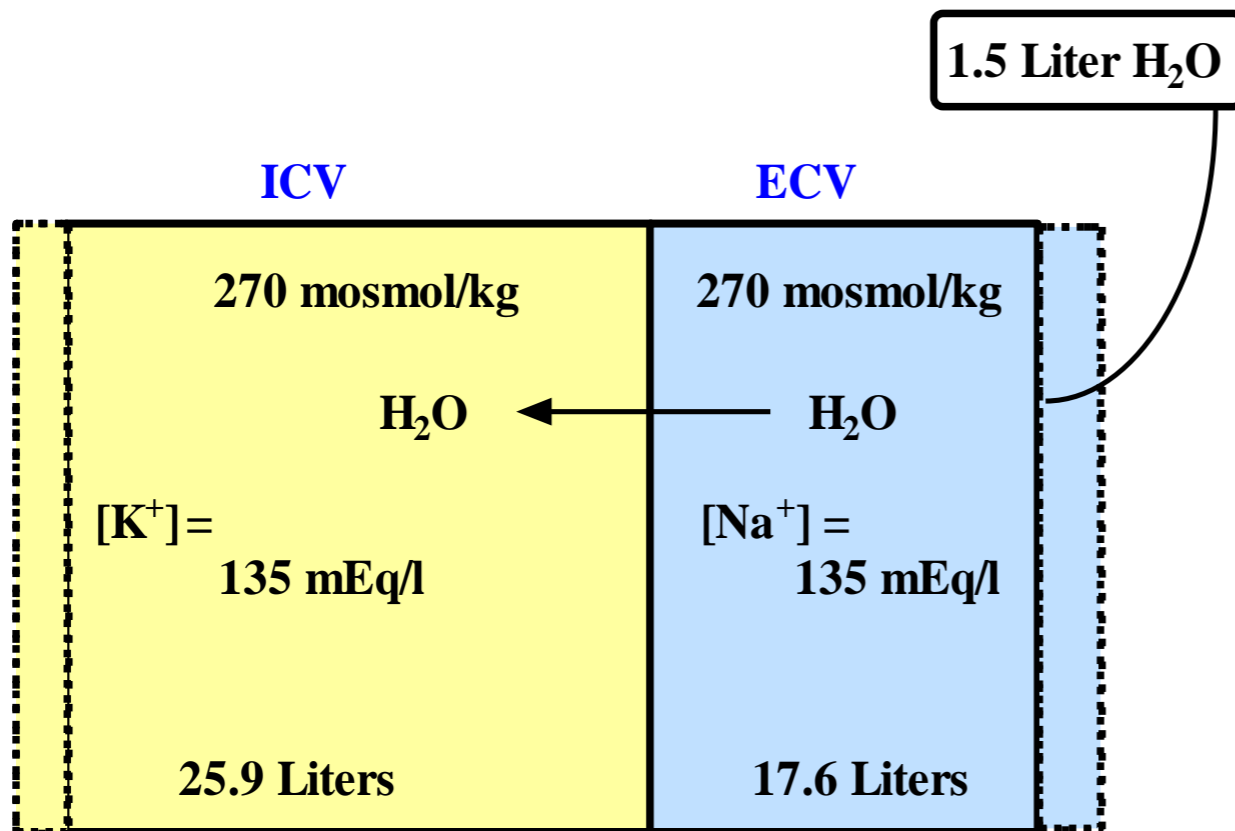 1.5 Liter H₂O
ICV ECV
270 mosmol/kg 270 mosmol/kg
H₂O H₂O
[K⁺]= [Na⁺] =
135 mEq/l 135 mEq/l
25.9 Liters 17.6 Liters